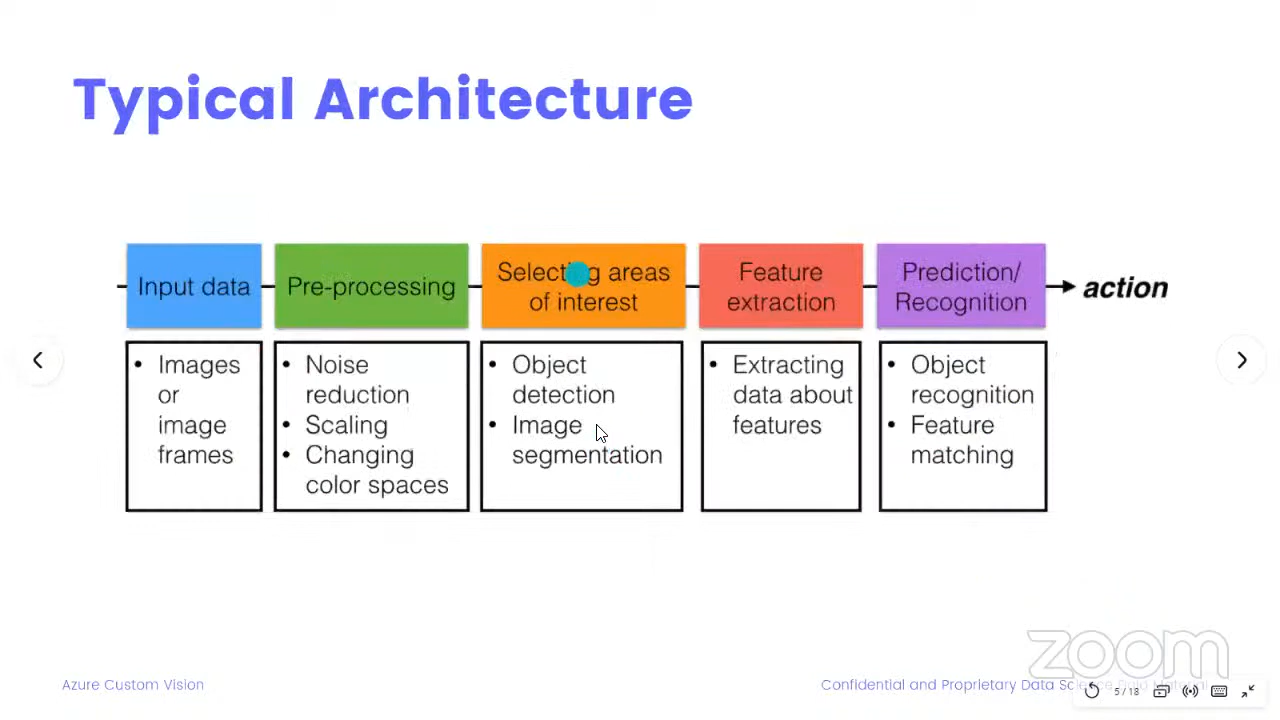 Typical Architecture
Input data
Pre-processing
Selecting areas
of interest
Feature
extraction
Prediction/
Recognition
action
• Images
or
image
frames
• Noise
reduction
• Scaling
• Changing
color spaces
• Object
detection
• Image
segmentation
• Extracting
data about
features
• Object
recognition
• Feature
matching
zoom
Azure Custom Vision
Confidential and Proprietary Data Science
5 / 13